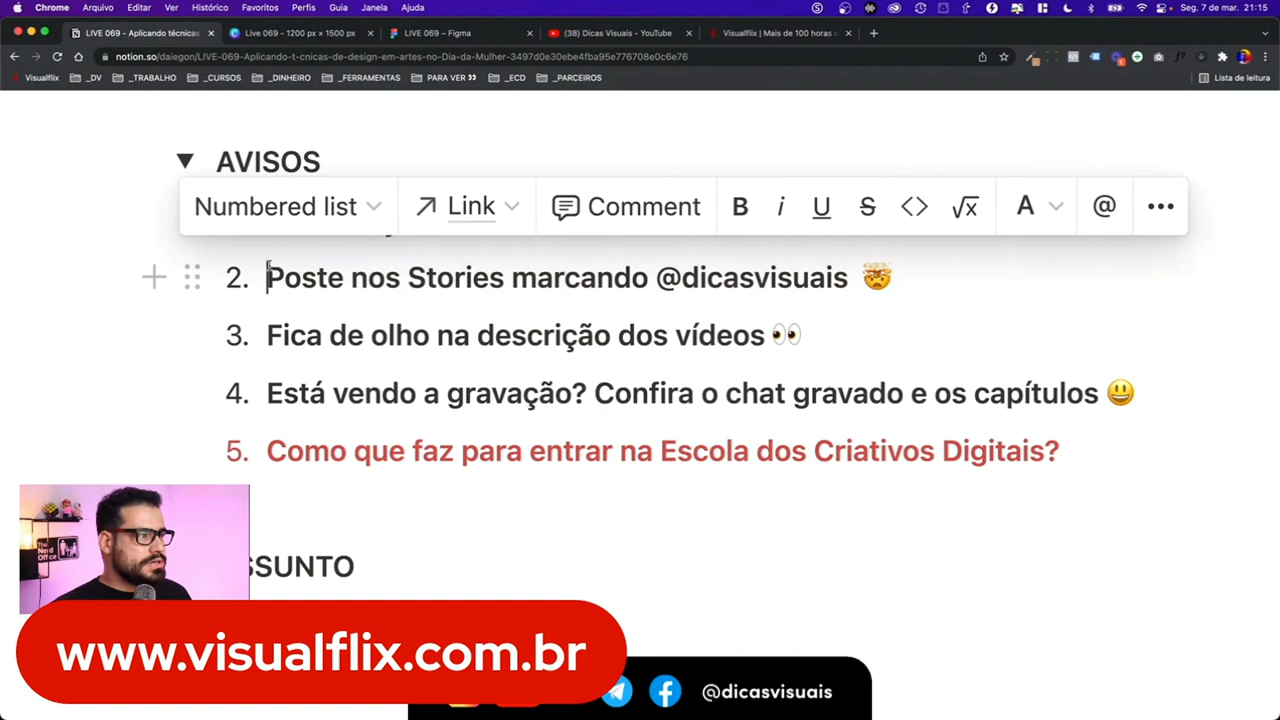 Chrome Arquivo Editar Ver Histórico Favoritos Perfis Guia Janela Ajuda
Seg. 7 de mar. 21:15
LIVE 069 - Aplicando técnicas
Live 069 - 1200 px × 1500 px
LIVE 069 – Figma
(38) Dicas Visuais - YouTube
Visualflix | Mais de 100 horas d
notion.so/daiegon/LIVE-069-Aplicando-t-cnicas-de-design-em-artes-no-Dia-da-Mulher-3497d0e30ebe4fba95e776708e0c6e76
Visualflix _DV _TRABALHO _CURSOS _DINHEIRO _FERRAMENTAS PARA VER 👀 _ECD _PARCEIROS Lista de leitura
AVISOS
Numbered list Link Comment B i U S <> √x A @ •••
2. Poste nos Stories marcando @dicasvisuais 🤯
3. Fica de olho na descrição dos vídeos 👀
4. Está vendo a gravação? Confira o chat gravado e os capítulos 😃
5. Como que faz para entrar na Escola dos Criativos Digitais?
The Nerd Office
SSUNTO
www.visualflix.com.br
@dicasvisuais